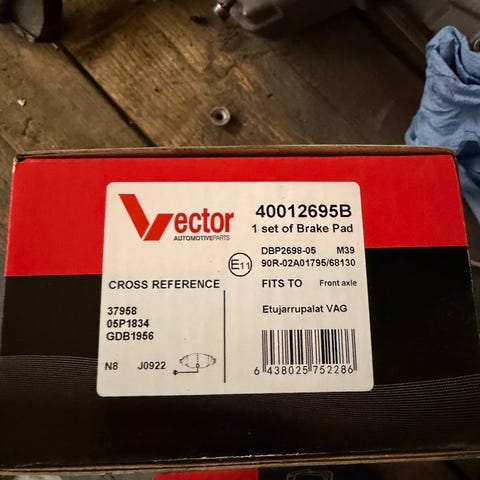 Vector
AUTOMOTIVEPARTS
40012695B
1 set of Brake Pad
DBP2698-05 M39
E11 90R-02A01795/68130
CROSS REFERENCE
FITS TO Front axle
37958
05P1834
GDB1956
Etujarrupalat VAG
N8 J0922
6 438025 752286